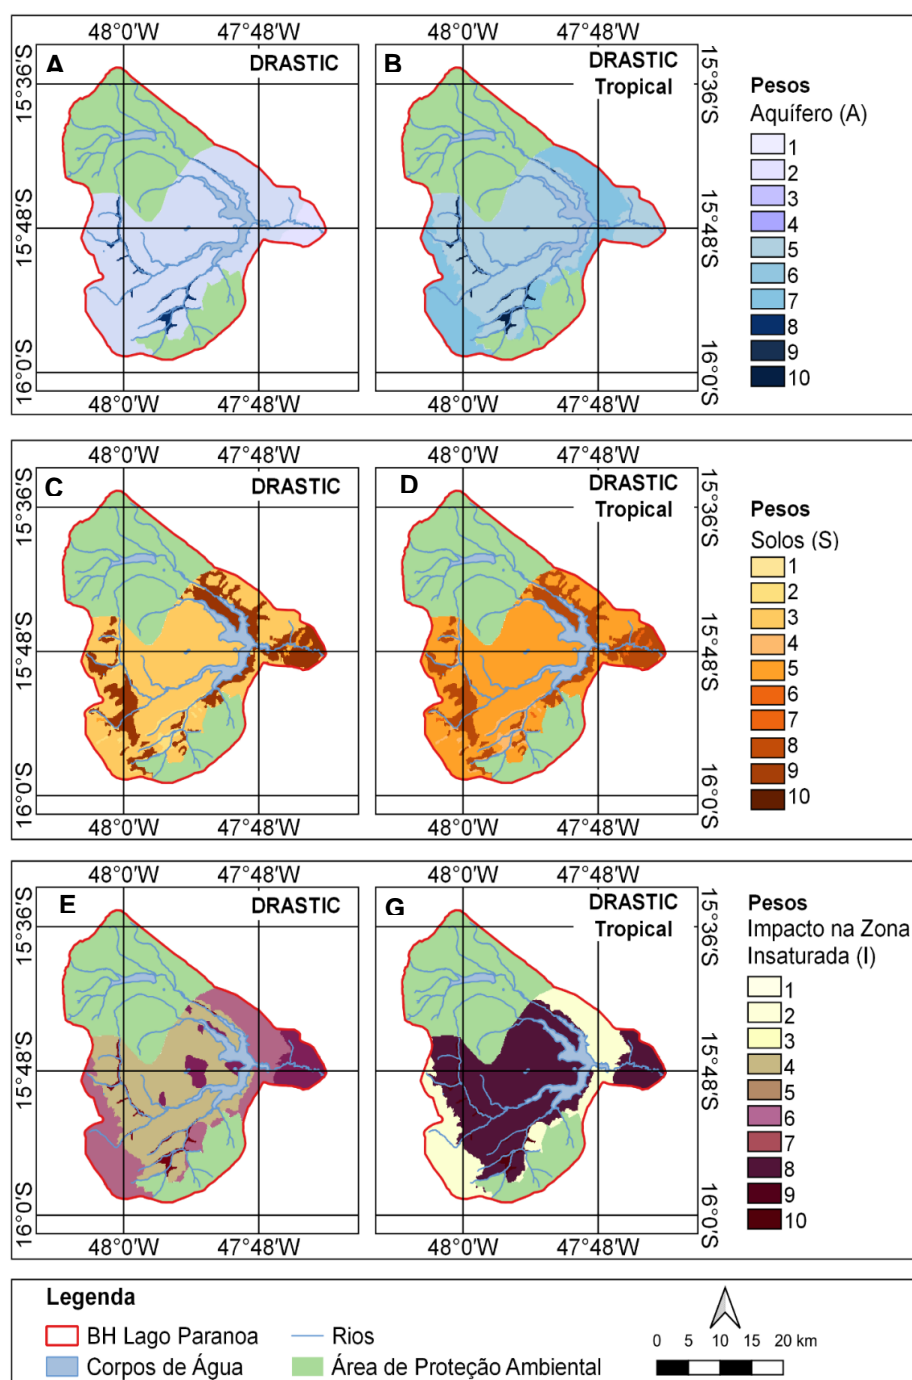 48°0'W 47°48'W 48°0'W 47°48'W
A DRASTIC B DRASTIC
Tropical
15°36'S 15°36'S
15°48'S 15°48'S
16°0'S 16°0'S
48°0'W 47°48'W 48°0'W 47°48'W
Pesos
Aquífero (A)
1
2
3
4
5
6
7
8
9
10
48°0'W 47°48'W 48°0'W 47°48'W
C DRASTIC D DRASTIC
Tropical
15°36'S 15°36'S
15°48'S 15°48'S
16°0'S 16°0'S
48°0'W 47°48'W 48°0'W 47°48'W
Pesos
Solos (S)
1
2
3
4
5
6
7
8
9
10
48°0'W 47°48'W 48°0'W 47°48'W
E DRASTIC G DRASTIC
Tropical
15°36'S 15°36'S
15°48'S 15°48'S
16°0'S 16°0'S
48°0'W 47°48'W 48°0'W 47°48'W
Pesos
Impacto na Zona
Insaturada (I)
1
2
3
4
5
6
7
8
9
10
Legenda
BH Lago Paranoa Rios
Corpos de Água Área de Proteção Ambiental
0 5 10 15 20 km